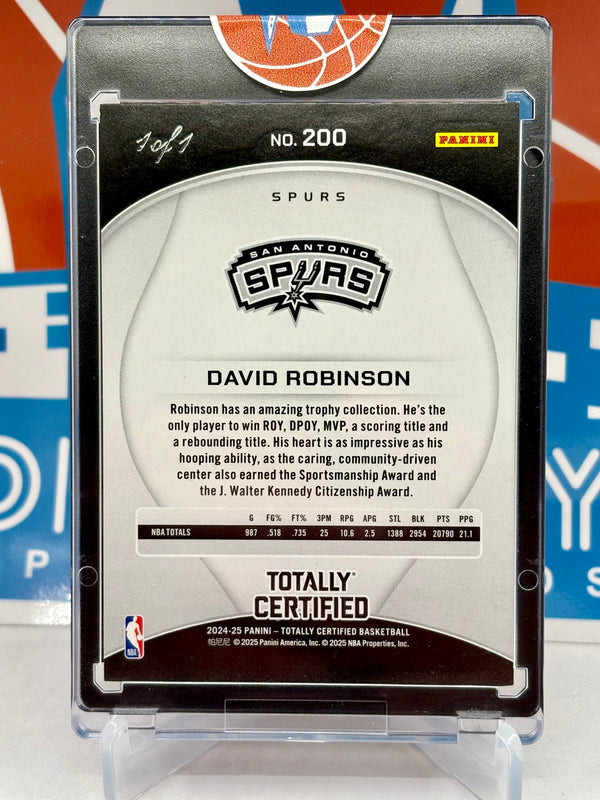 1 of 1
NO. 200
PANINI
SPURS
SAN ANTONIO
SPURS
DAVID ROBINSON
Robinson has an amazing trophy collection. He's the
only player to win ROY, DPOY, MVP, a scoring title and
a rebounding title. His heart is as impressive as his
hooping ability, as the caring, community-driven
center also earned the Sportsmanship Award and
the J. Walter Kennedy Citizenship Award.
G FG% FT% 3PM RPG APG STL BLK PTS PPG
NBA TOTALS 987 .518 .735 25 10.6 2.5 1388 2954 20790 21.1
TOTALLY
CERTIFIED
2024-25 PANINI – TOTALLY CERTIFIED BASKETBALL
帕尼尼 © 2025 Panini America, Inc. © 2025 NBA Properties, Inc.
NBA